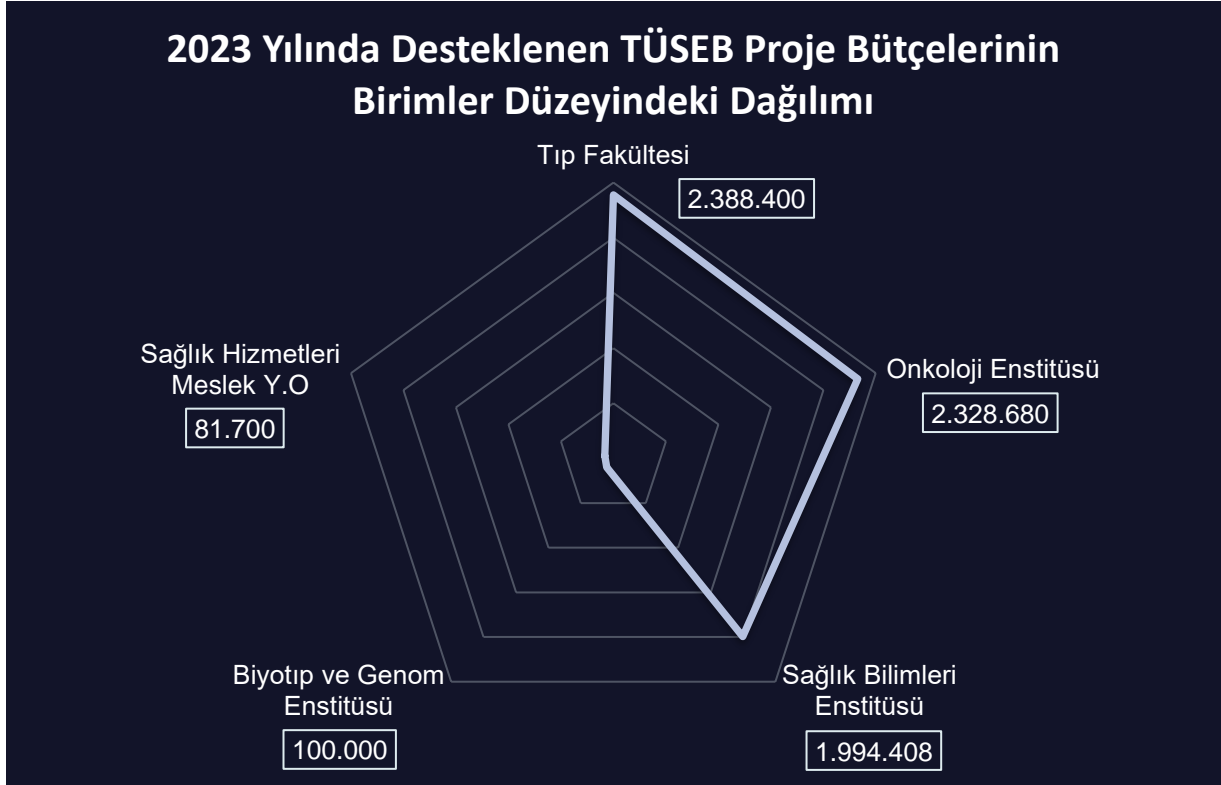 2023 Yılında Desteklenen TÜSEB Proje Bütçelerinin
Birimler Düzeyindeki Dağılımı
Tıp Fakültesi
2.388.400
Onkoloji Enstitüsü
2.328.680
Sağlık Bilimleri
Enstitüsü
1.994.408
Biyotıp ve Genom
Enstitüsü
100.000
Sağlık Hizmetleri
Meslek Y.O
81.700